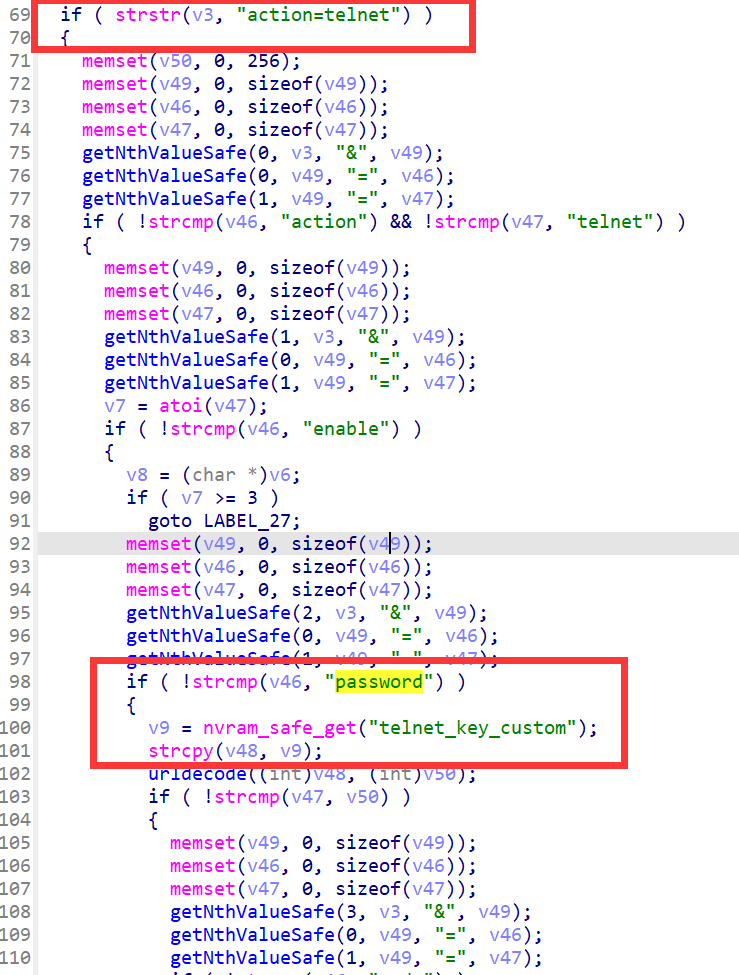 69 if ( strstr(v3, "action=telnet") )
70 {
71 memset(v50, 0, 256);
72 memset(v49, 0, sizeof(v49));
73 memset(v46, 0, sizeof(v46));
74 memset(v47, 0, sizeof(v47));
75 getNthValueSafe(0, v3, "&", v49);
76 getNthValueSafe(0, v49, "=", v46);
77 getNthValueSafe(1, v49, "=", v47);
78 if ( !strcmp(v46, "action") && !strcmp(v47, "telnet") )
79 {
80 memset(v49, 0, sizeof(v49));
81 memset(v46, 0, sizeof(v46));
82 memset(v47, 0, sizeof(v47));
83 getNthValueSafe(1, v3, "&", v49);
84 getNthValueSafe(0, v49, "=", v46);
85 getNthValueSafe(1, v49, "=", v47);
86 v7 = atoi(v47);
87 if ( !strcmp(v46, "enable") )
88 {
89 v8 = (char *)v6;
90 if ( v7 >= 3 )
91 goto LABEL_27;
92 memset(v49, 0, sizeof(v49));
93 memset(v46, 0, sizeof(v46));
94 memset(v47, 0, sizeof(v47));
95 getNthValueSafe(2, v3, "&", v49);
96 getNthValueSafe(0, v49, "=", v46);
97 getNthValueSafe(1, v49, "=", v47);
98 if ( !strcmp(v46, "password") )
99 {
100 v9 = nvram_safe_get("telnet_key_custom");
101 strcpy(v48, v9);
102 urldecode((int)v48, (int)v50);
103 if ( !strcmp(v47, v50) )
104 {
105 memset(v49, 0, sizeof(v49));
106 memset(v46, 0, sizeof(v46));
107 memset(v47, 0, sizeof(v47));
108 getNthValueSafe(3, v3, "&", v49);
109 getNthValueSafe(0, v49, "=", v46);
110 getNthValueSafe(1, v49, "=", v47);